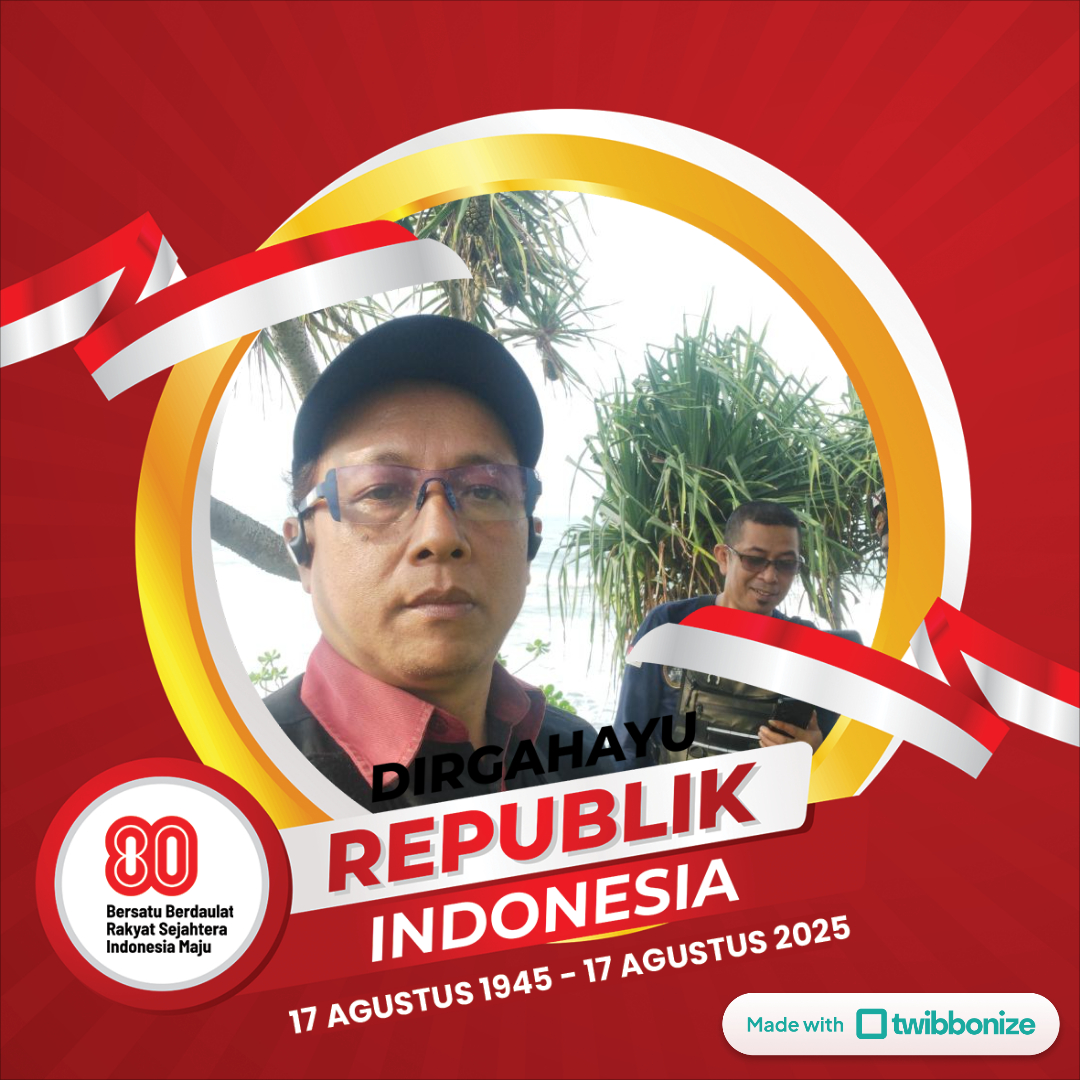 DIRGAHAYU
REPUBLIK
INDONESIA
17 AGUSTUS 1945 - 17 AGUSTUS 2025
80
Bersatu Berdaulat
Rakyat Sejahtera
Indonesia Maju
Made with twibbonize